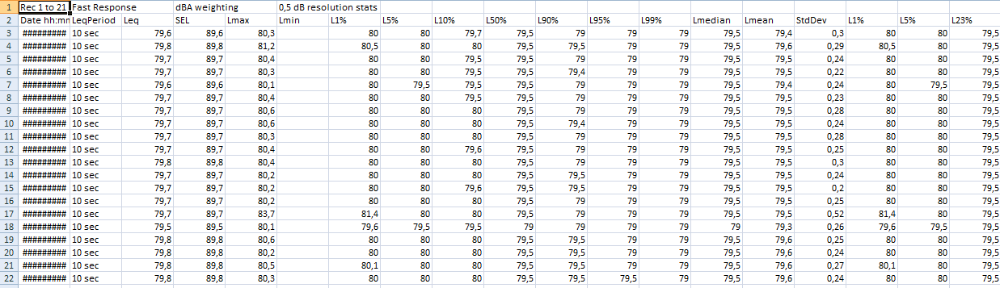 1 Rec 1 to 21 Fast Response dBA weighting 0,5 dB resolution stats
2 Date hh:mm LeqPeriod Leq SEL Lmax Lmin L1% L5% L10% L50% L90% L95% L99% Lmedian Lmean StdDev L1% L5% L23%
3 ######### 10 sec 79,6 89,6 80,3 80 80 79,7 79,5 79 79 79 79,5 79,4 0,3 80 80 79,5
4 ######### 10 sec 79,8 89,7 81,2 80,5 80 80 79,5 79,5 79 79 79,5 79,6 0,29 80,5 80 79,5
5 ######### 10 sec 79,7 89,7 80,4 80 80 79,5 79,5 79 79 79 79,5 79,5 0,24 80 80 79,5
6 ######### 10 sec 79,7 89,7 80,3 80 80 79,5 79,5 79,4 79 79 79,5 79,5 0,22 80 80 79,5
7 ######### 10 sec 79,6 89,6 80,1 80 79,5 79,5 79,5 79 79 79 79,5 79,4 0,24 80 79,5 79,5
8 ######### 10 sec 79,7 89,7 80,4 80 80 79,5 79,5 79 79 79 79,5 79,5 0,23 80 80 79,5
9 ######### 10 sec 79,7 89,7 80,6 80 80 80 79,5 79 79 79 79,5 79,5 0,28 80 80 79,5
10 ######### 10 sec 79,7 89,7 80,6 80 80 80 79,5 79,4 79 79 79,5 79,5 0,24 80 80 79,5
11 ######### 10 sec 79,7 89,7 80,3 80 80 80 79,5 79 79 79 79,5 79,5 0,28 80 80 79,5
12 ######### 10 sec 79,7 89,7 80,4 80 80 79,6 79,5 79 79 79 79,5 79,5 0,25 80 80 79,5
13 ######### 10 sec 79,8 89,8 80,4 80 80 80 79,5 79 79 79 79,5 79,5 0,3 80 80 79,5
14 ######### 10 sec 79,7 89,7 80,2 80 80 80 79,5 79,5 79 79 79,5 79,5 0,24 80 80 79,5
15 ######### 10 sec 79,7 89,7 80,2 80 80 79,6 79,5 79,5 79 79 79,5 79,5 0,2 80 80 79,5
16 ######### 10 sec 79,7 89,7 80,2 80 80 80 79,5 79 79 79 79,5 79,5 0,25 80 80 79,5
17 ######### 10 sec 79,7 89,7 83,7 81,4 80 80 79,5 79 79 79 79,5 79,5 0,52 81,4 80 79,5
18 ######### 10 sec 79,5 89,5 80,1 79,6 79,5 79,5 79 79 79 79 79 79,3 0,26 79,6 79,5 79,5
19 ######### 10 sec 79,8 89,8 80,6 80 80 80 79,5 79,5 79 79 79,5 79,6 0,25 80 80 79,5
20 ######### 10 sec 79,8 89,8 80,2 80 80 80 79,5 79,5 79 79 79,5 79,6 0,24 80 80 79,5
21 ######### 10 sec 79,8 89,8 80,5 80,1 80 80 79,5 79,5 79 79 79,5 79,6 0,27 80,1 80 79,5
22 ######### 10 sec 79,8 89,8 80,3 80 80 80 79,5 79,5 79,5 79 79,5 79,6 0,24 80 80 79,5